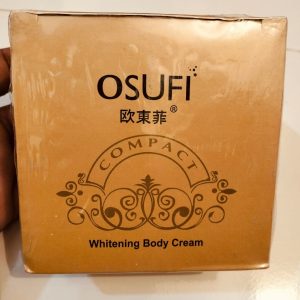 OSUFI
欧東菲®
COMPACT
Whitening Body Cream